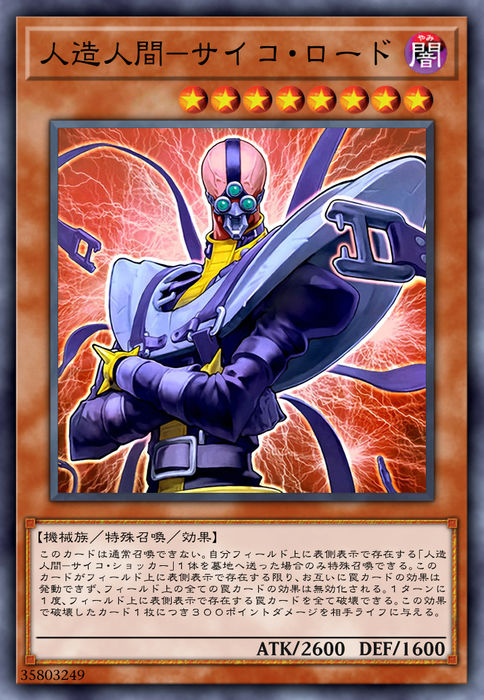 人造人間－サイコ・ロード
やみ
闇
【機械族／特殊召喚／効果】
このカードは通常召喚できない。自分フィールド上に表側表示で存在する「人造
人間－サイコ・ショッカー」１体を墓地へ送った場合のみ特殊召喚できる。この
カードがフィールド上に表側表示で存在する限り、お互いに罠カードの効果は
発動できず、フィールド上の全ての罠カードの効果は無効化される。１ターンに
１度、フィールド上に表側表示で存在する罠カードを全て破壊できる。この効果
で破壊したカード１枚につき３００ポイントダメージを相手ライフに与える。
ATK/2600 DEF/1600
35803249